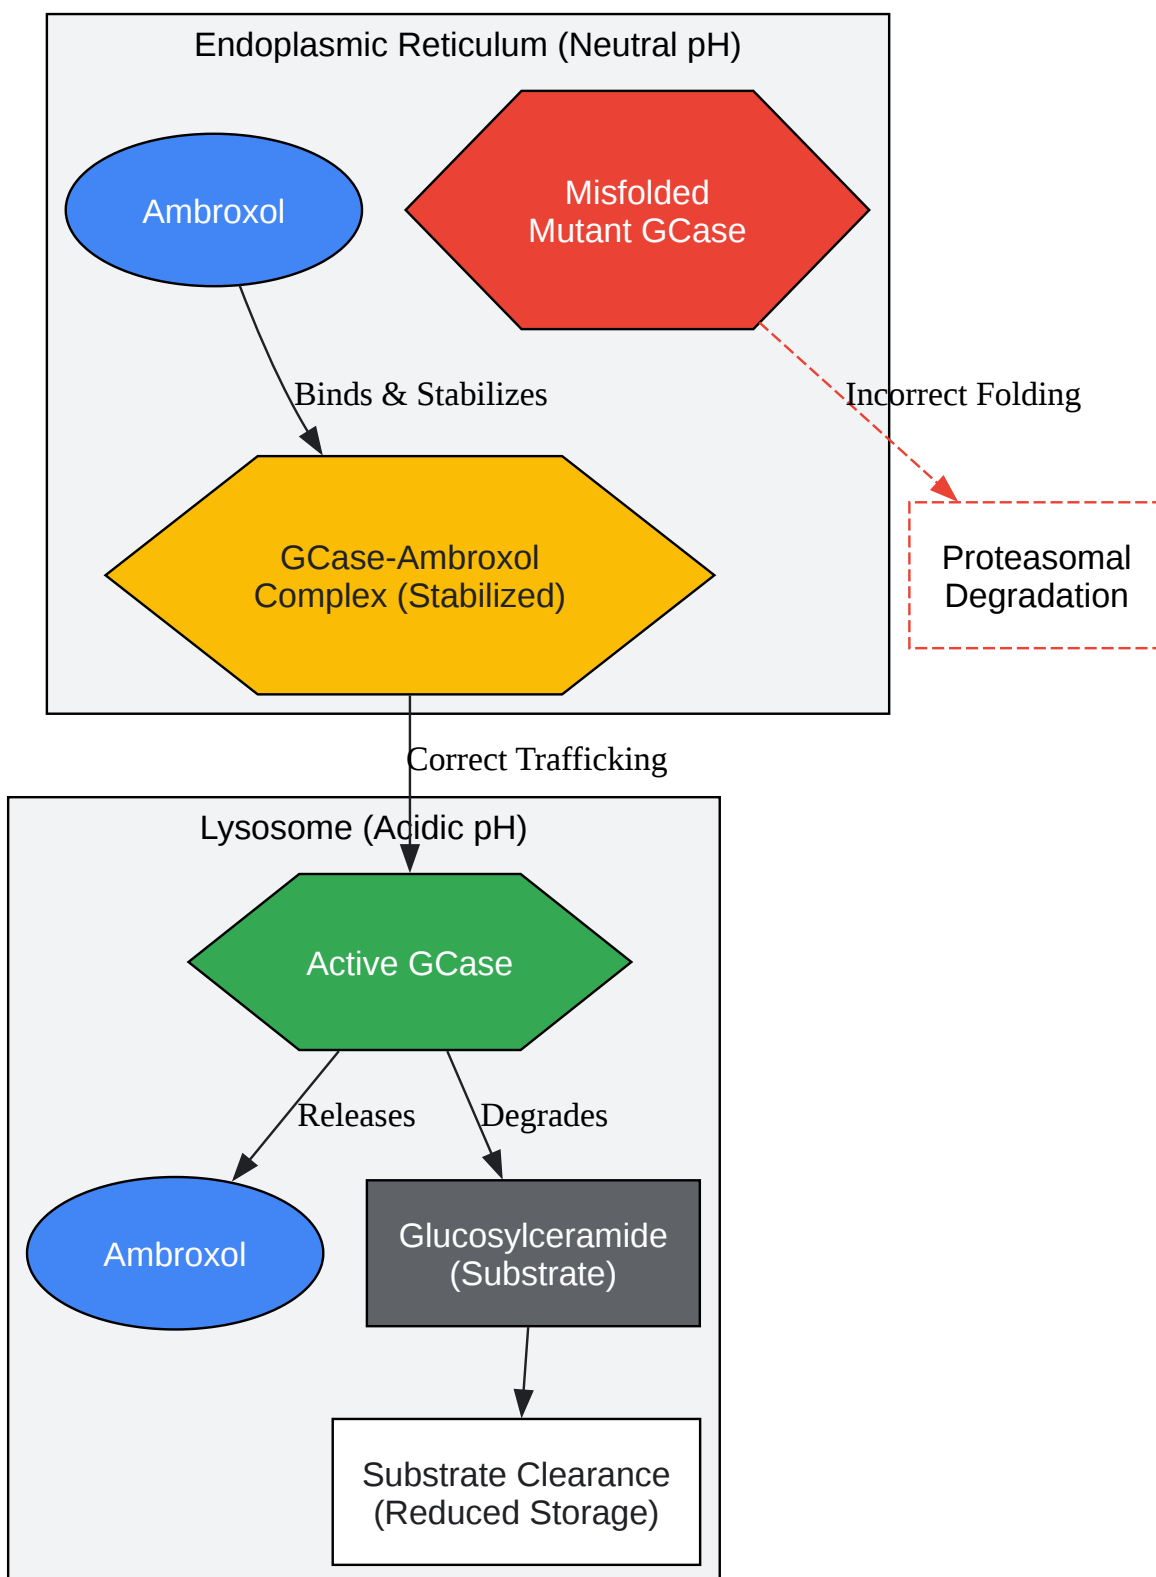 Endoplasmic Reticulum (Neutral pH)
Ambroxol
Misfolded
Mutant GCase
Binds & Stabilizes
Incorrect Folding
GCase-Ambroxol
Complex (Stabilized)
Proteasomal
Degradation
Correct Trafficking
Lysosome (Acidic pH)
Active GCase
Releases
Degrades
Ambroxol
Glucosylceramide
(Substrate)
Substrate Clearance
(Reduced Storage)